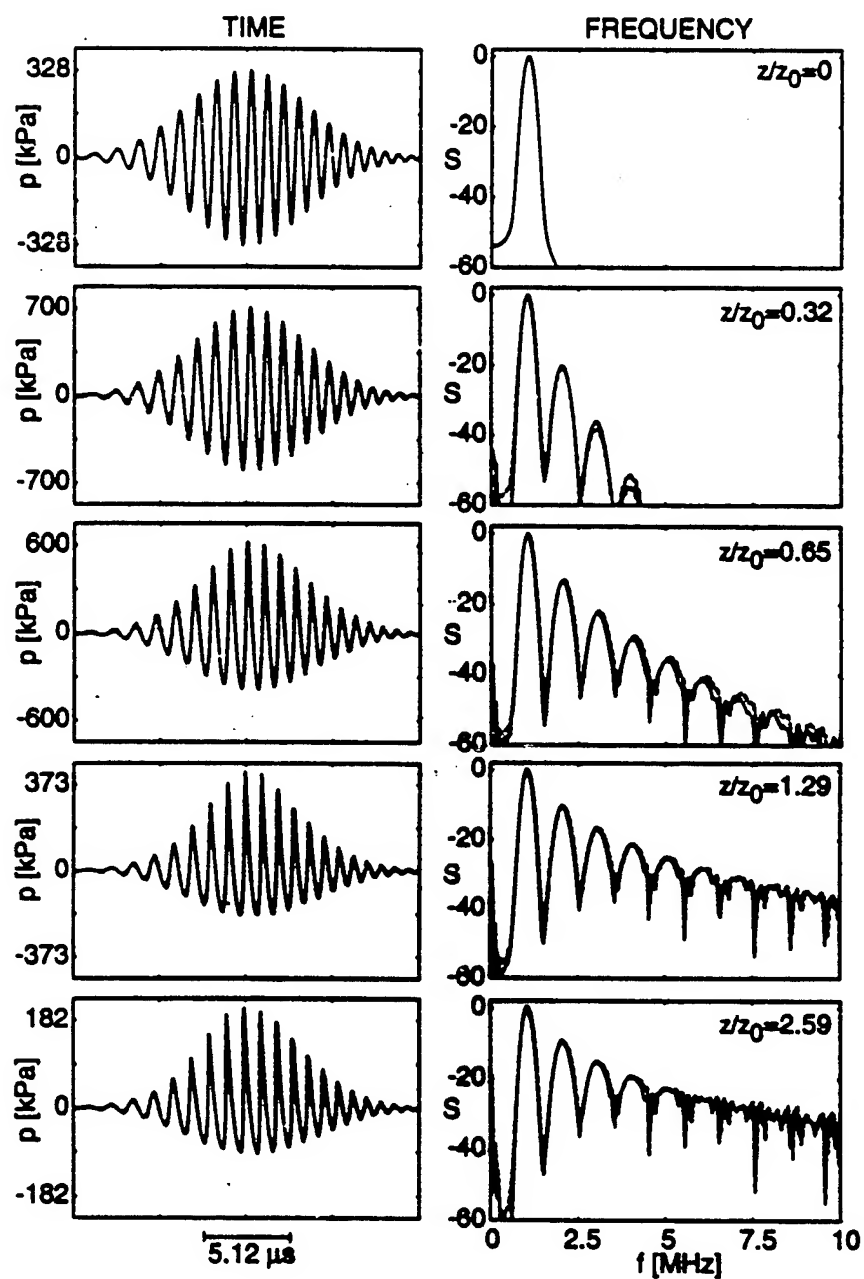 TIME
FREQUENCY
p [kPa]
328
0
-328
S
0
-20
-40
-60
z/z0=0
p [kPa]
700
0
-700
S
0
-20
-40
-60
z/z0=0.32
p [kPa]
600
0
-600
S
0
-20
-40
-60
z/z0=0.65
p [kPa]
373
0
-373
S
0
-20
-40
-60
z/z0=1.29
p [kPa]
182
0
-182
S
0
-20
-40
-60
z/z0=2.59
5.12 µs
0 2.5 5 7.5 10
f [MHz]